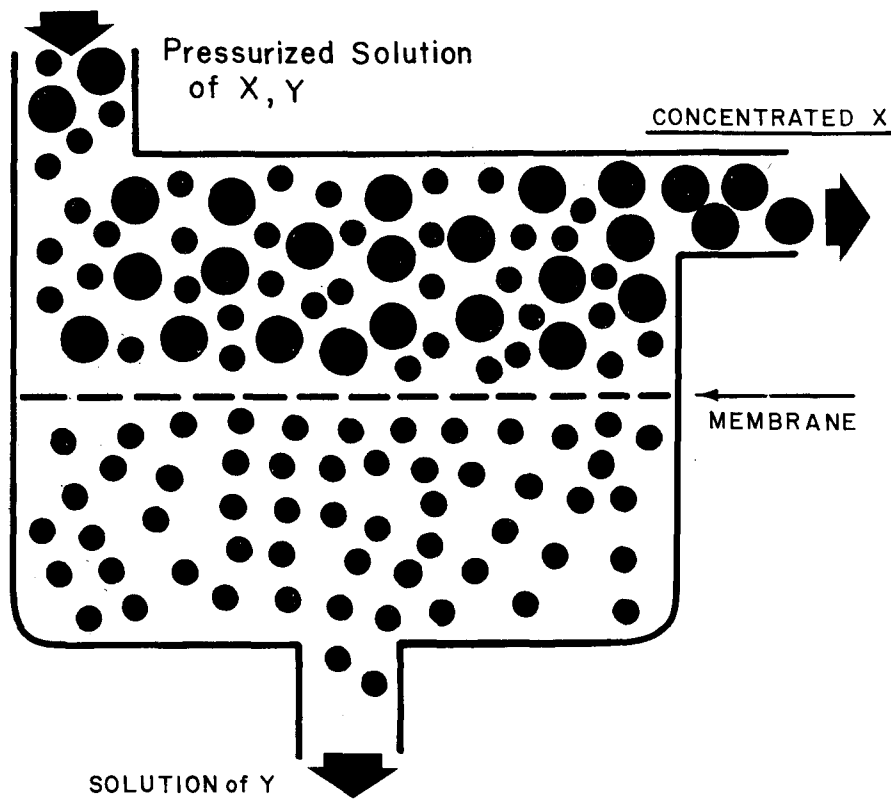 Pressurized Solution
of X, Y
CONCENTRATED X
MEMBRANE
SOLUTION of Y